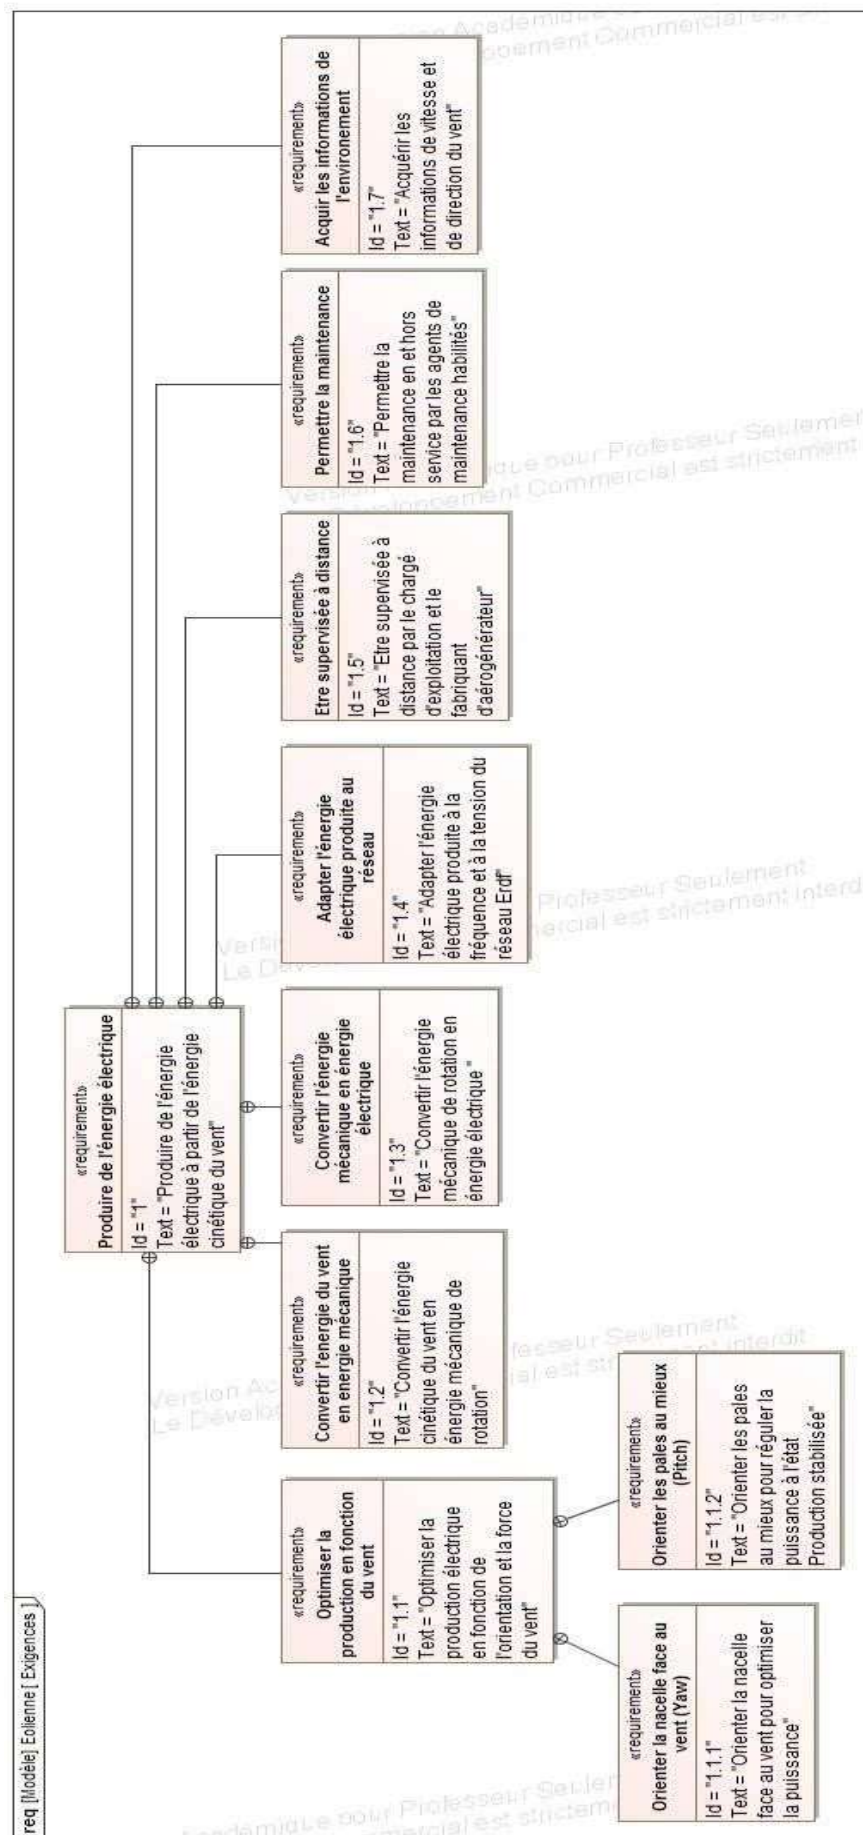 req [Modèle] Eolienne [ Exigences ]
«requirement»
Produire de l'énergie électrique
Id = "1"
Text = "Produire de l'énergie
électrique à partir de l'énergie
cinétique du vent"
«requirement»
Optimiser la
production en fonction
du vent
Id = "1.1"
Text = "Optimiser la
production électrique
en fonction de
l'orientation et la force
du vent"
«requirement»
Convertir l'energie du vent
en energie mécanique
Id = "1.2"
Text = "Convertir l'énergie
cinétique du vent en
énergie mécanique de
rotation"
«requirement»
Convertir l'énergie
mécanique en énergie
électrique
Id = "1.3"
Text = "Convertir l'énergie
mécanique de rotation en
énergie électrique "
«requirement»
Adapter l'énergie
électrique produite au
réseau
Id = "1.4"
Text = "Adapter l'énergie
électrique produite à la
fréquence et à la tension du
réseau Erdf"
«requirement»
Etre supervisée à distance
Id = "1.5"
Text = "Etre supervisée à
distance par le chargé
d'exploitation et le
fabriquant
d'aérogénérateur"
«requirement»
Permettre la maintenance
Id = "1.6"
Text = "Permettre la
maintenance en et hors
service par les agents de
maintenance habilités"
«requirement»
Acquir les informations de
l'environement
Id = "1.7"
Text = "Acquérir les
informations de vitesse et
de direction du vent"
«requirement»
Orienter la nacelle face au
vent (Yaw)
Id = "1.1.1"
Text = "Orienter la nacelle
face au vent pour optimiser
la puissance"
«requirement»
Orienter les pales au mieux
(Pitch)
Id = "1.1.2"
Text = "Orienter les pales
au mieux pour réguler la
puissance à l'état
Production stabilisée"